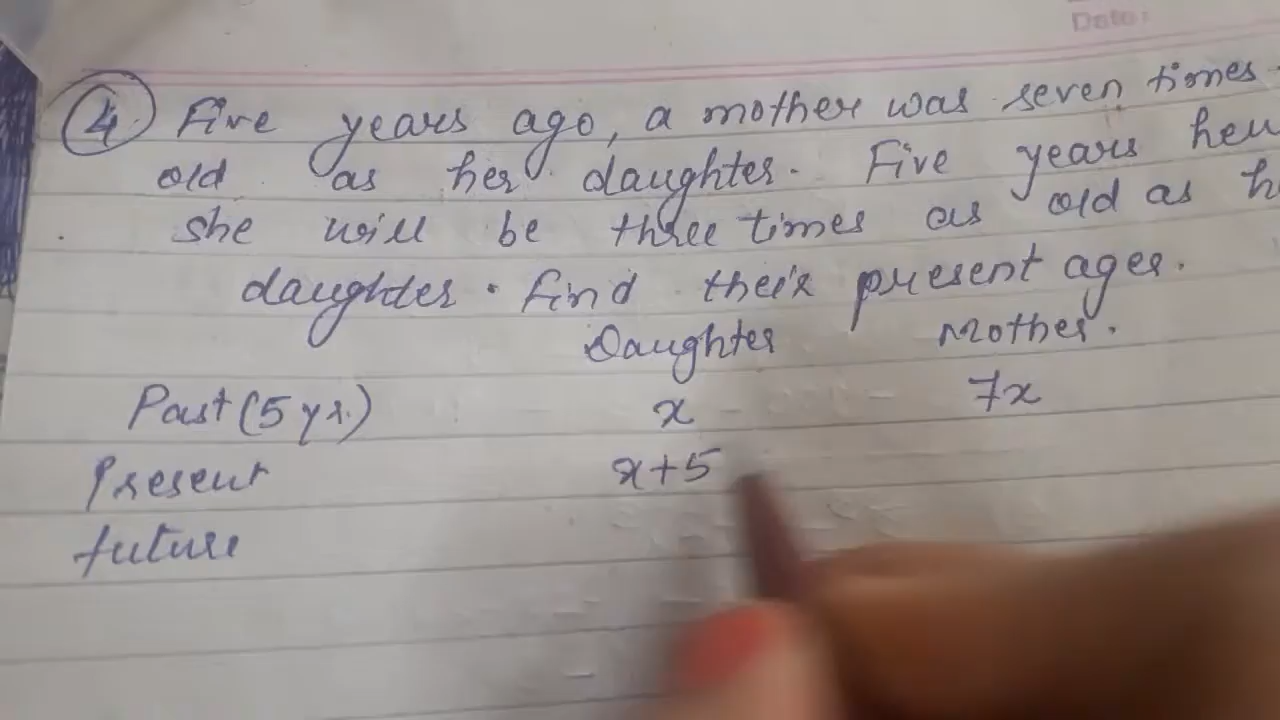 Date:
4 Five years ago, a mother was seven times
old as her daughter. Five years
she will be three times as old as
daughter. Find their present ages.
Daughter Mother.
Past (5 yr.) x 7x
Present x+5
future